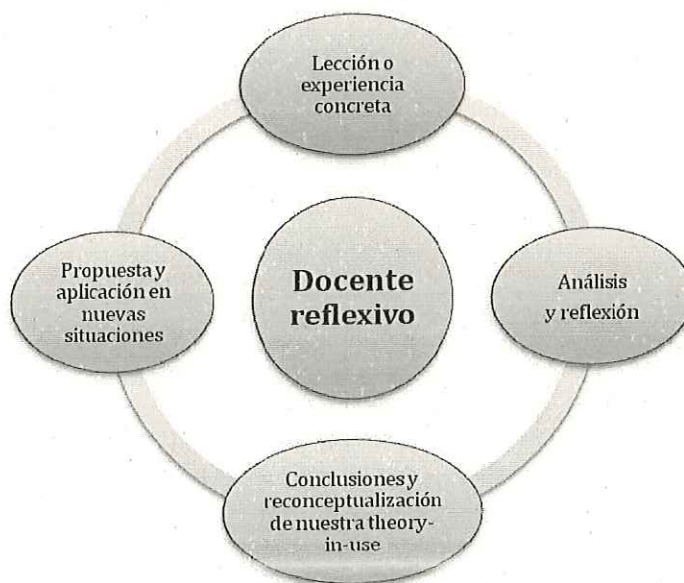 Lección o
experiencia
concreta
Propuesta y
aplicación en
nuevas
situaciones
Docente
reflexivo
Análisis
y reflexión
Conclusiones y
reconceptualización
de nuestra theory-
in-use